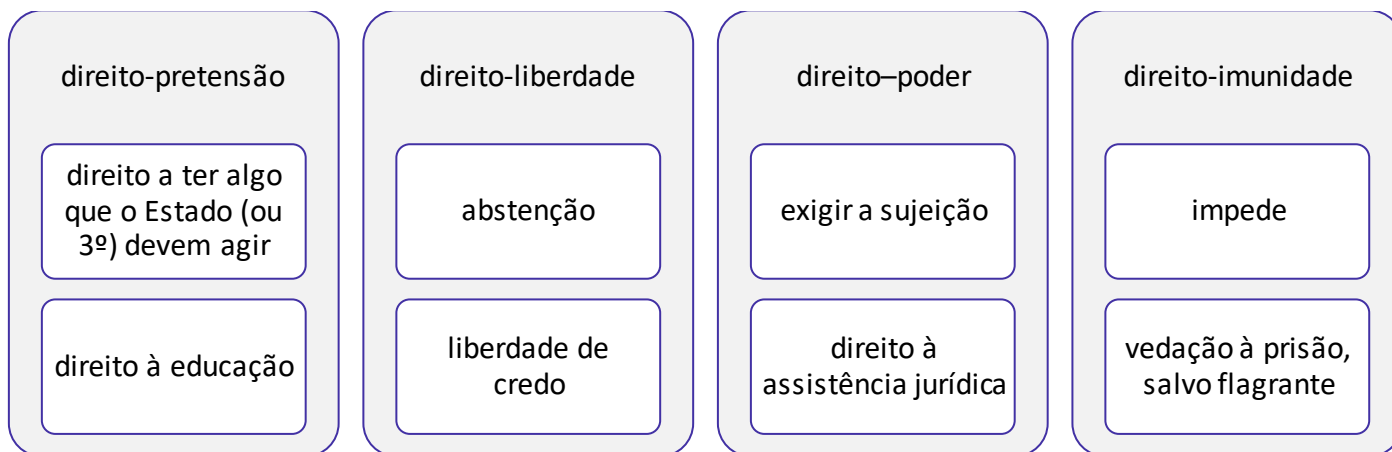 direito-pretensão
direito a ter algo
que o Estado (ou
3º) devem agir
direito à educação
direito-liberdade
abstenção
liberdade de
credo
direito–poder
exigir a sujeição
direito à
assistência jurídica
direito-imunidade
impede
vedação à prisão,
salvo flagrante